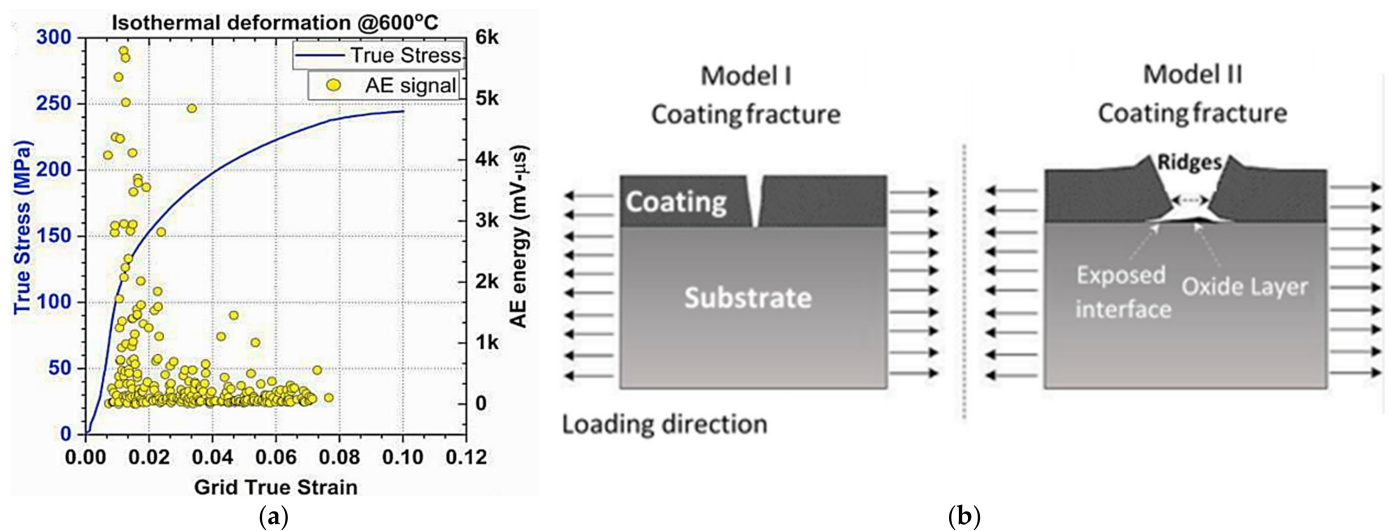 Isothermal deformation @600°C
True Stress
AE signal
300
250
200
150
100
50
0
True Stress (MPa)
6k
5k
4k
3k
2k
1k
0
AE energy (mV-µs)
0.00 0.02 0.04 0.06 0.08 0.10 0.12
Grid True Strain
(a)
Model I
Coating fracture
Coating
Substrate
Loading direction
Model II
Coating fracture
Ridges
Exposed
interface
Oxide Layer
(b)